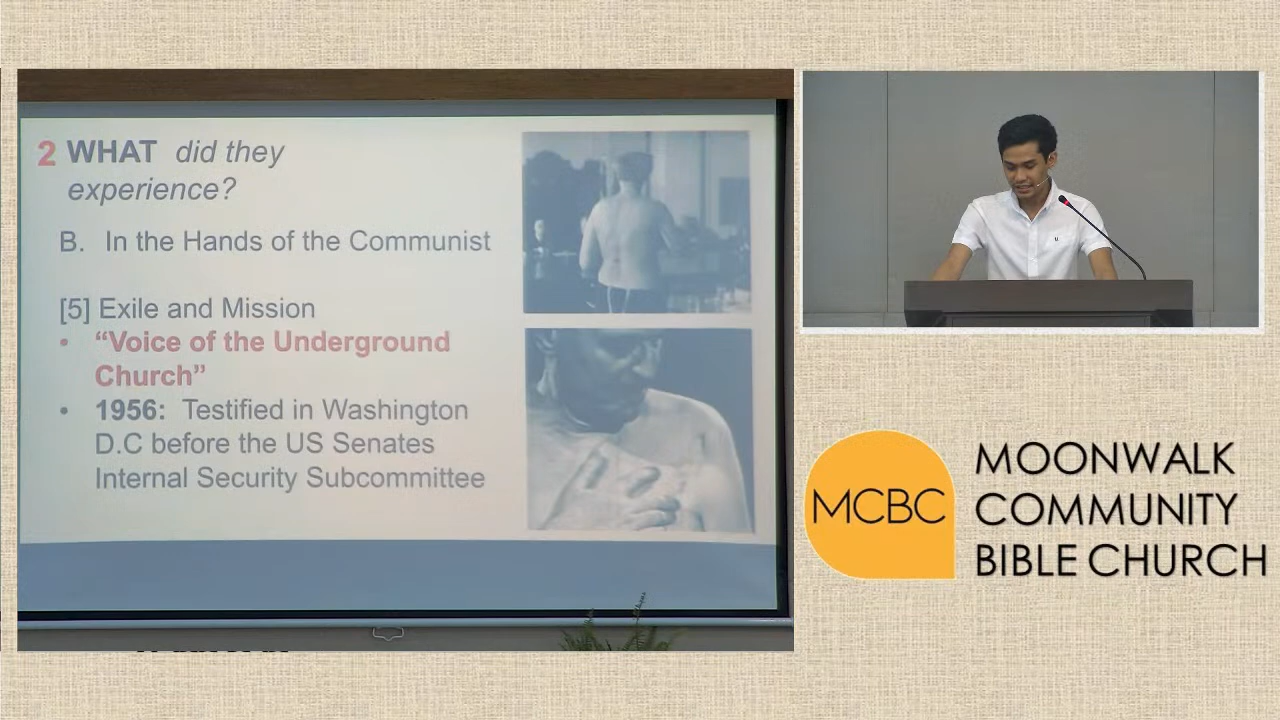 2 WHAT did they
experience?
B. In the Hands of the Communist
[5] Exile and Mission
• “Voice of the Underground
Church”
• 1956: Testified in Washington
D.C before the US Senates
Internal Security Subcommittee
MCBC
MOONWALK
COMMUNITY
BIBLE CHURCH